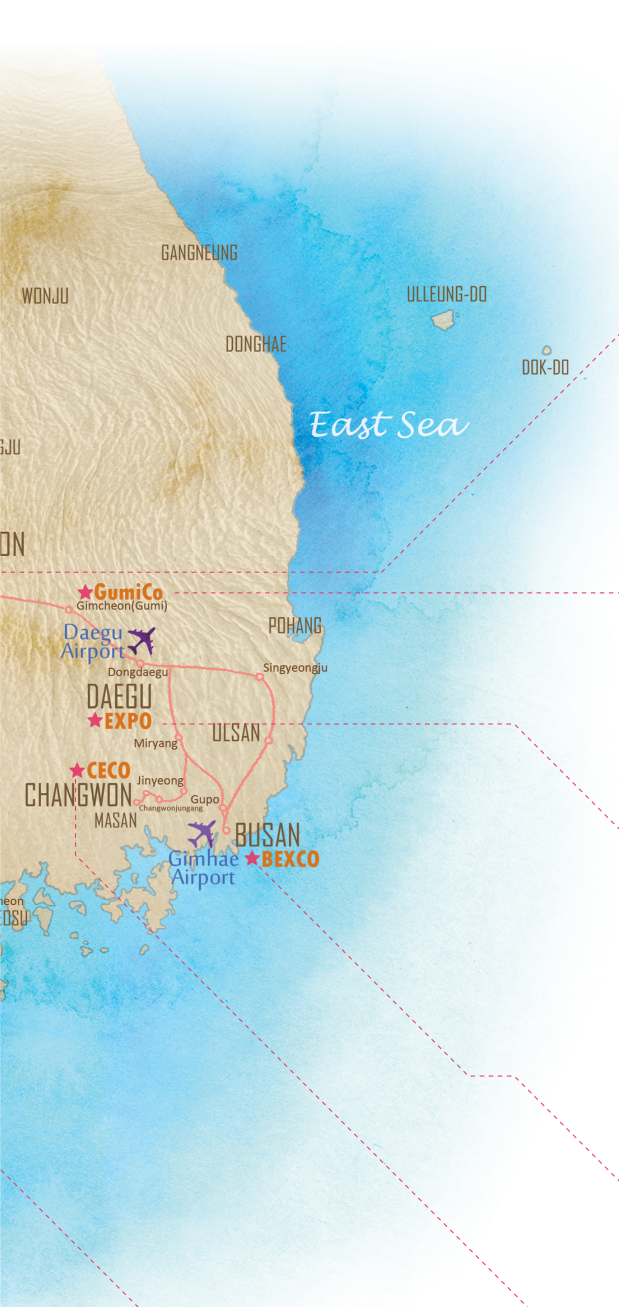 GANGNEUNG
WONJU
ULLEUNG-DO
DONGHAE
DOK-DO
East Sea
GumiCo
Gimcheon(Gumi)
POHANG
Daegu
Airport
Singyeongju
Dongdaegu
DAEGU
EXPO
ULSAN
Miryang
CECO
Jinyeong
CHANGWON
Gupo
Changwonjungang
MASAN
BUSAN
Gimhae
Airport
BEXCO